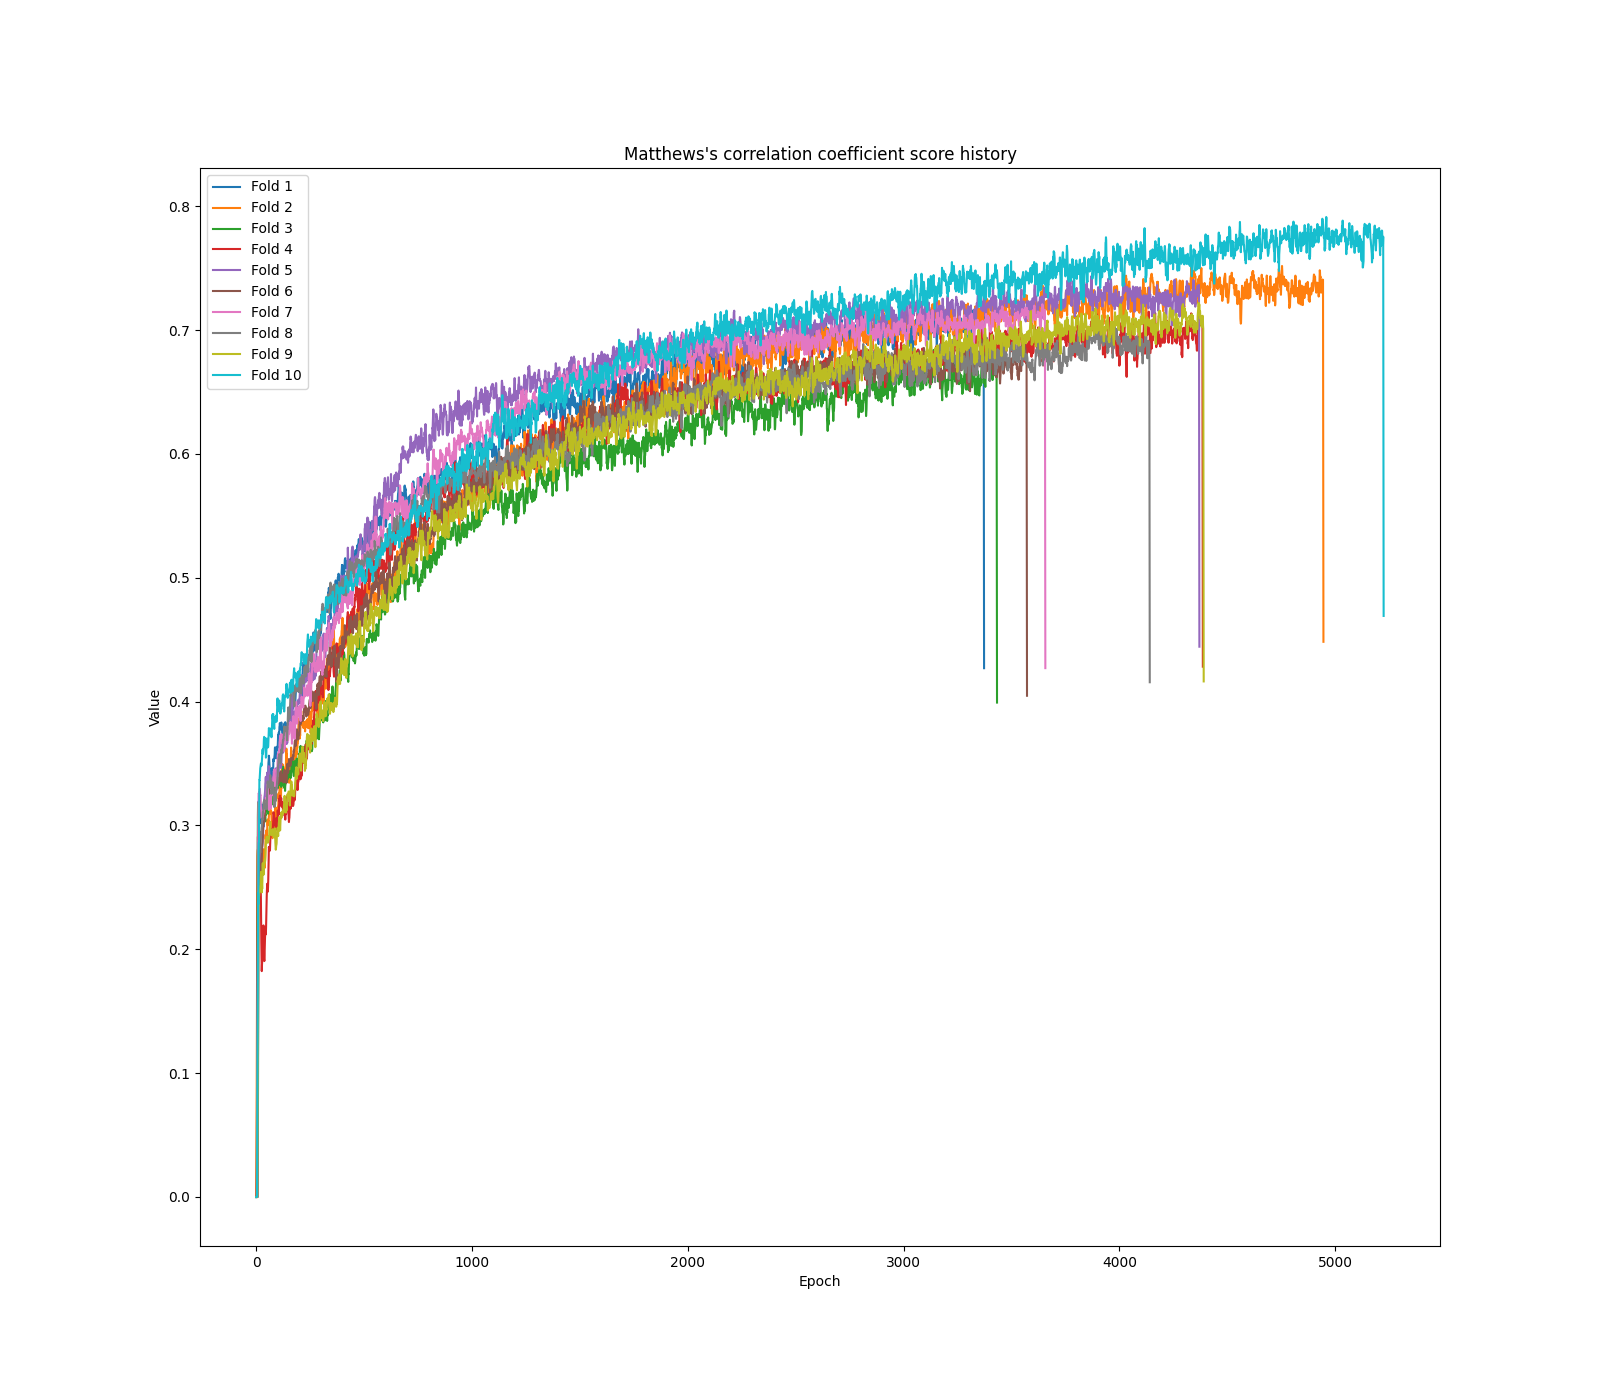 Matthews's correlation coefficient score history
Fold 1
Fold 2
Fold 3
Fold 4
Fold 5
Fold 6
Fold 7
Fold 8
Fold 9
Fold 10
0.8
0.7
0.6
0.5
0.4
0.3
0.2
0.1
0.0
Value
0 1000 2000 3000 4000 5000
Epoch